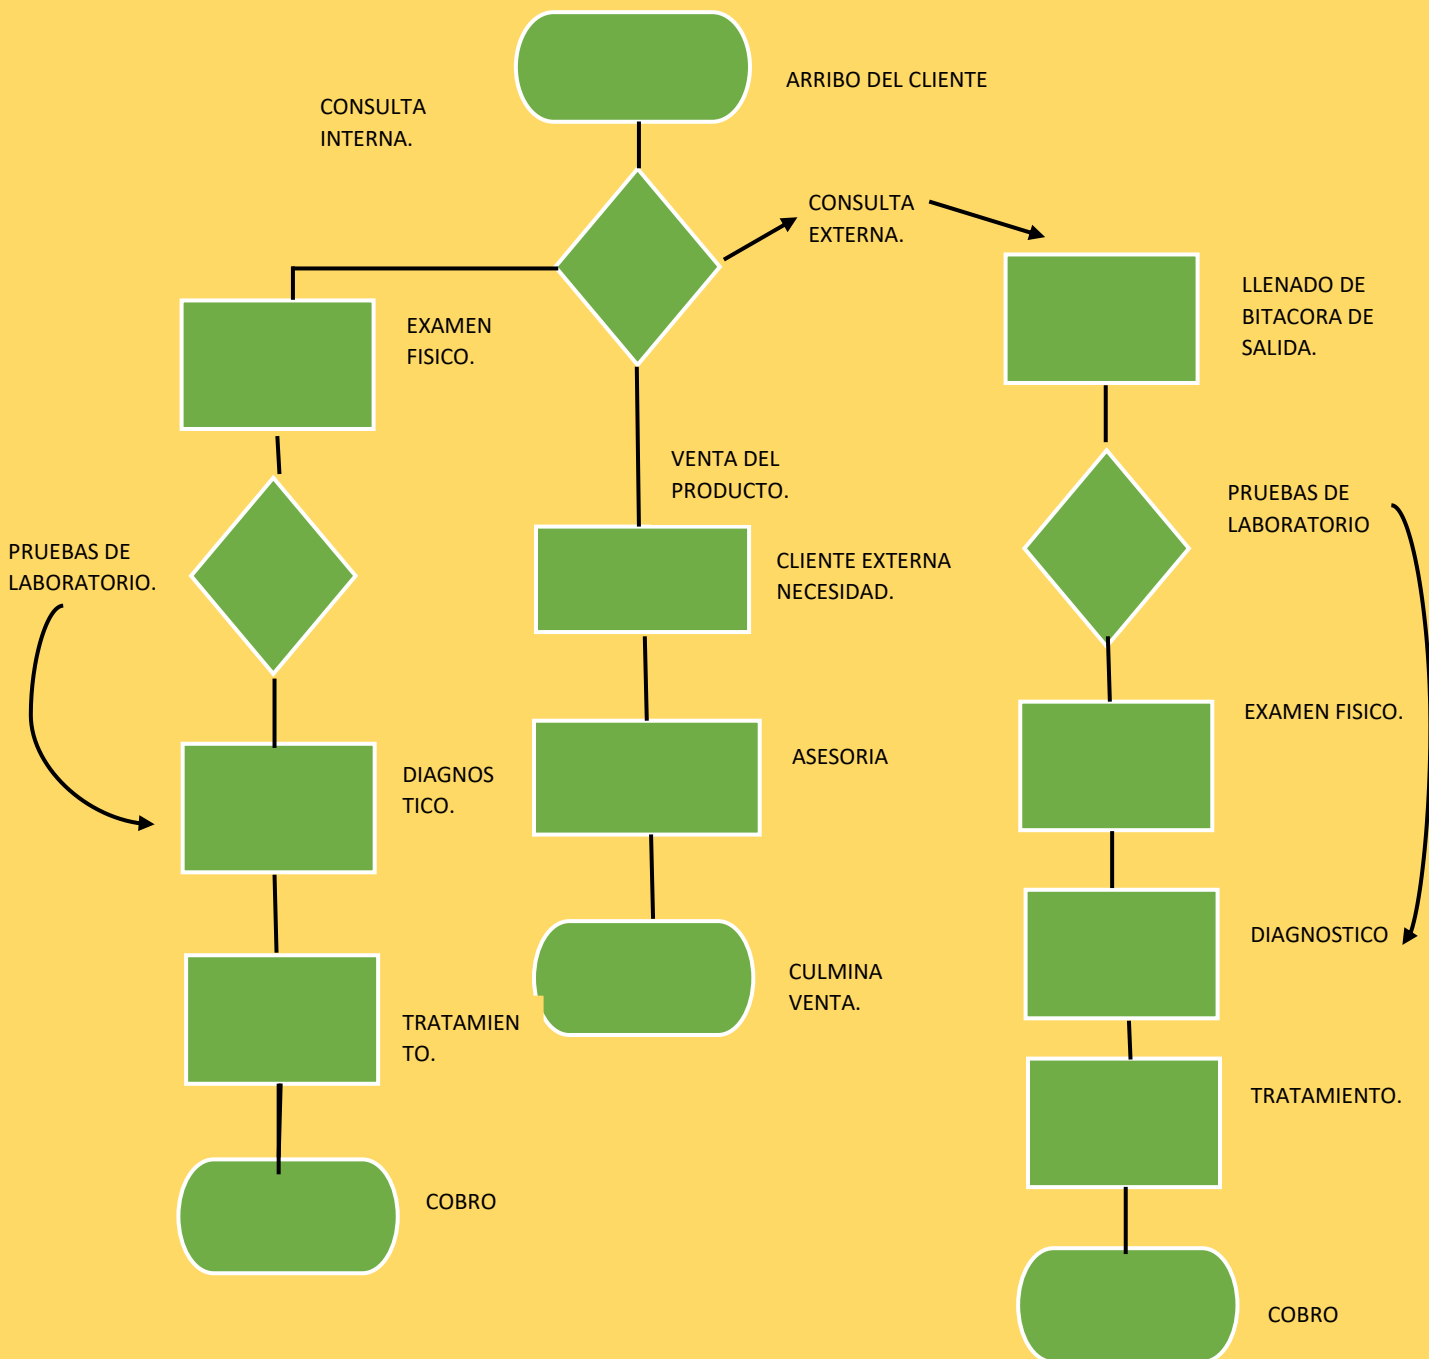 ARRIBO DEL CLIENTE
CONSULTA
INTERNA.
CONSULTA
EXTERNA.
LLENADO DE
BITACORA DE
SALIDA.
EXAMEN
FISICO.
VENTA DEL
PRODUCTO.
PRUEBAS DE
LABORATORIO
PRUEBAS DE
LABORATORIO.
CLIENTE EXTERNA
NECESIDAD.
EXAMEN FISICO.
ASESORIA
DIAGNOS
TICO.
DIAGNOSTICO
CULMINA
VENTA.
TRATAMIEN
TO.
TRATAMIENTO.
COBRO
COBRO